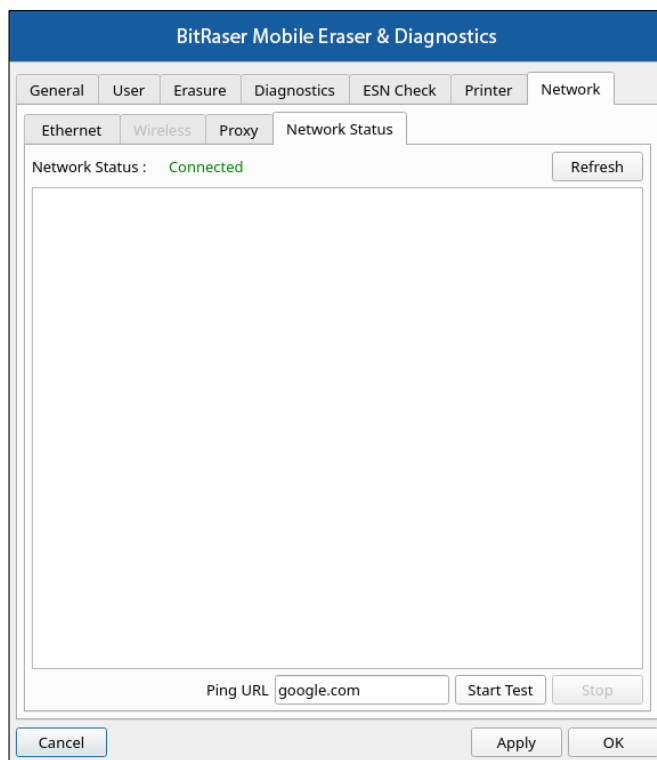 BitRaser Mobile Eraser & Diagnostics
General User Erasure Diagnostics ESN Check Printer Network
Ethernet Wireless Proxy Network Status
Network Status : Connected Refresh
Ping URL google.com Start Test Stop
Cancel Apply OK